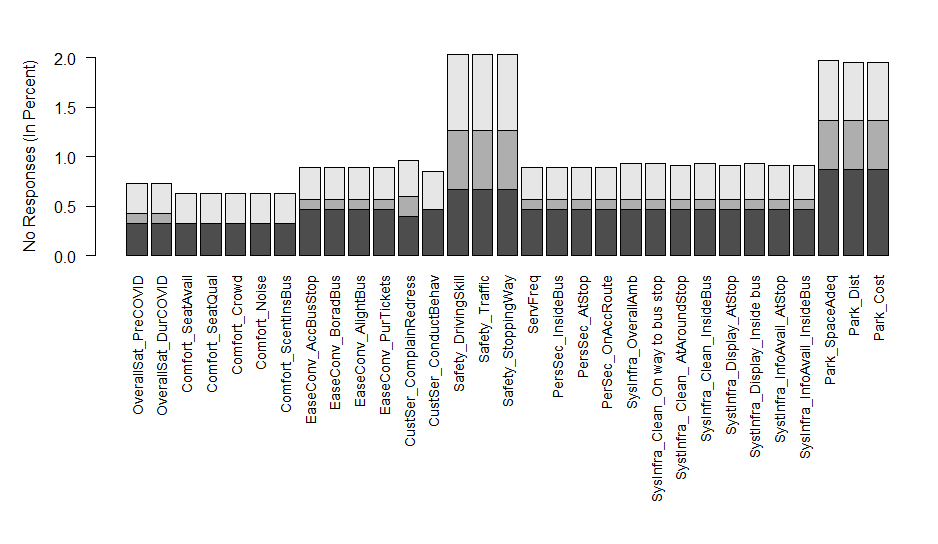 No Responses (In Percent)
2.0
1.5
1.0
0.5
0.0
OverallSat_PreCOVID
OverallSat_DurCOVID
Comfort_SeatAvail
Comfort_SeatQual
Comfort_Crowd
Comfort_Noise
Comfort_ScentInsBus
EaseConv_AccBusStop
EaseConv_BoradBus
EaseConv_AlightBus
EaseConv_PurTickets
CustSer_ComplainRedress
CustSer_ConductBehav
Safety_DrivingSkill
Safety_Traffic
Safety_StoppingWay
ServFreq
PersSec_InsideBus
PersSec_AtStop
PerSec_OnAccRoute
SysInfra_OverallAmb
SysInfra_Clean_On way to bus stop
SystInfra_ Clean_AtAroundStop
SysInfra_Clean_InsideBus
SystInfra_Display_AtStop
SystInfra_Display_Inside bus
SystInfra_InfoAvail_AtStop
SysInfra_InfoAvail_InsideBus
Park_SpaceAdeq
Park_Dist
Park_Cost